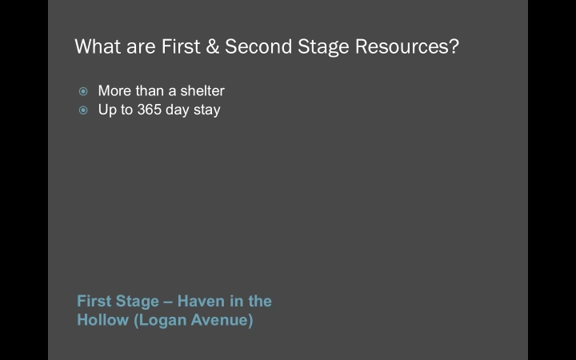 What are First & Second Stage Resources?
More than a shelter
Up to 365 day stay
First Stage – Haven in the
Hollow (Logan Avenue)